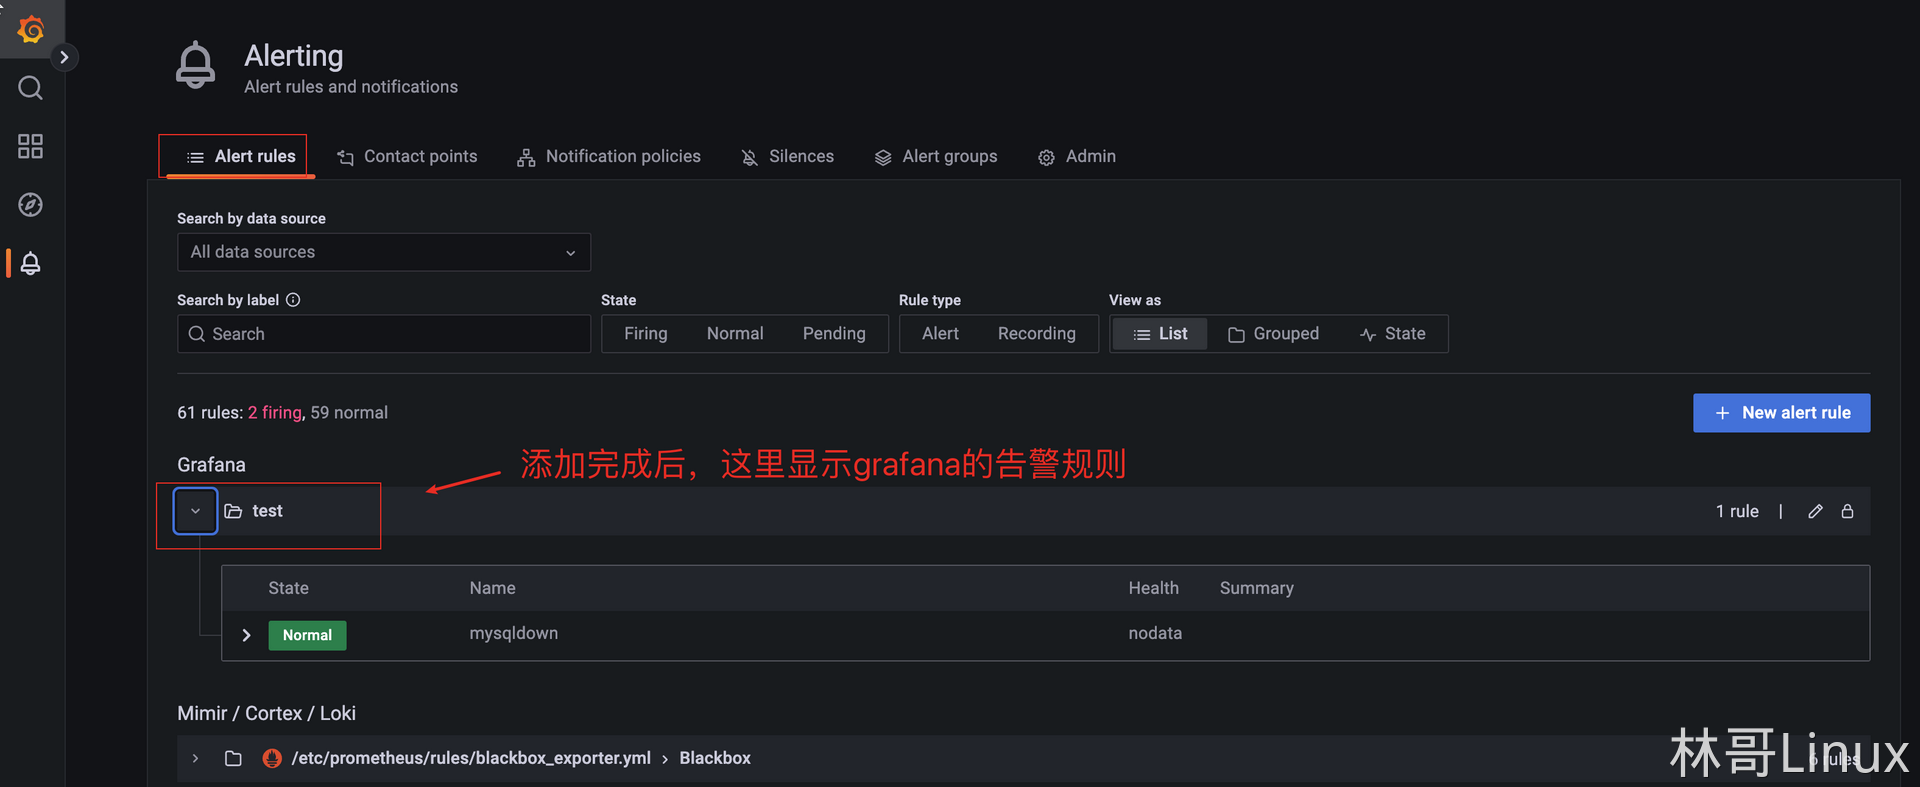 Alerting
Alert rules and notifications
Alert rules Contact points Notification policies Silences Alert groups Admin
Search by data source
All data sources
Search by label State Rule type View as
Search Firing Normal Pending Alert Recording List Grouped State
61 rules: 2 firing, 59 normal
+ New alert rule
添加完成后，这里显示grafana的告警规则
Grafana
test 1 rule |
State Name Health Summary
Normal mysqldown nodata
Mimir / Cortex / Loki
/etc/prometheus/rules/blackbox_exporter.yml › Blackbox rules
林哥Linux